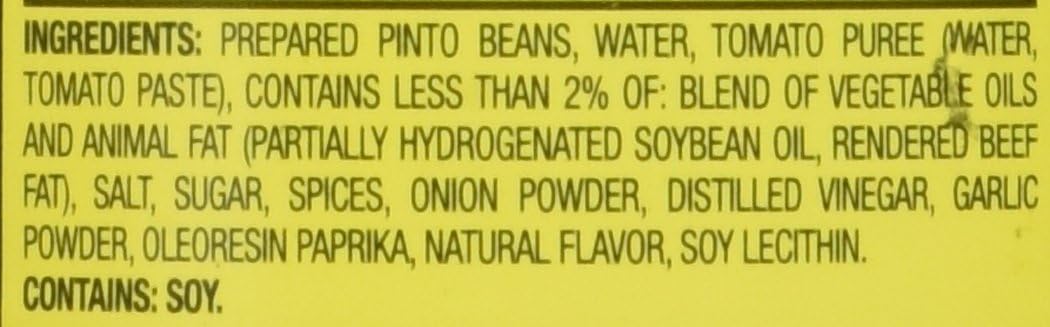 INGREDIENTS: PREPARED PINTO BEANS, WATER, TOMATO PUREE (WATER,
TOMATO PASTE), CONTAINS LESS THAN 2% OF: BLEND OF VEGETABLE OILS
AND ANIMAL FAT (PARTIALLY HYDROGENATED SOYBEAN OIL, RENDERED BEEF
FAT), SALT, SUGAR, SPICES, ONION POWDER, DISTILLED VINEGAR, GARLIC
POWDER, OLEORESIN PAPRIKA, NATURAL FLAVOR, SOY LECITHIN.
CONTAINS: SOY.